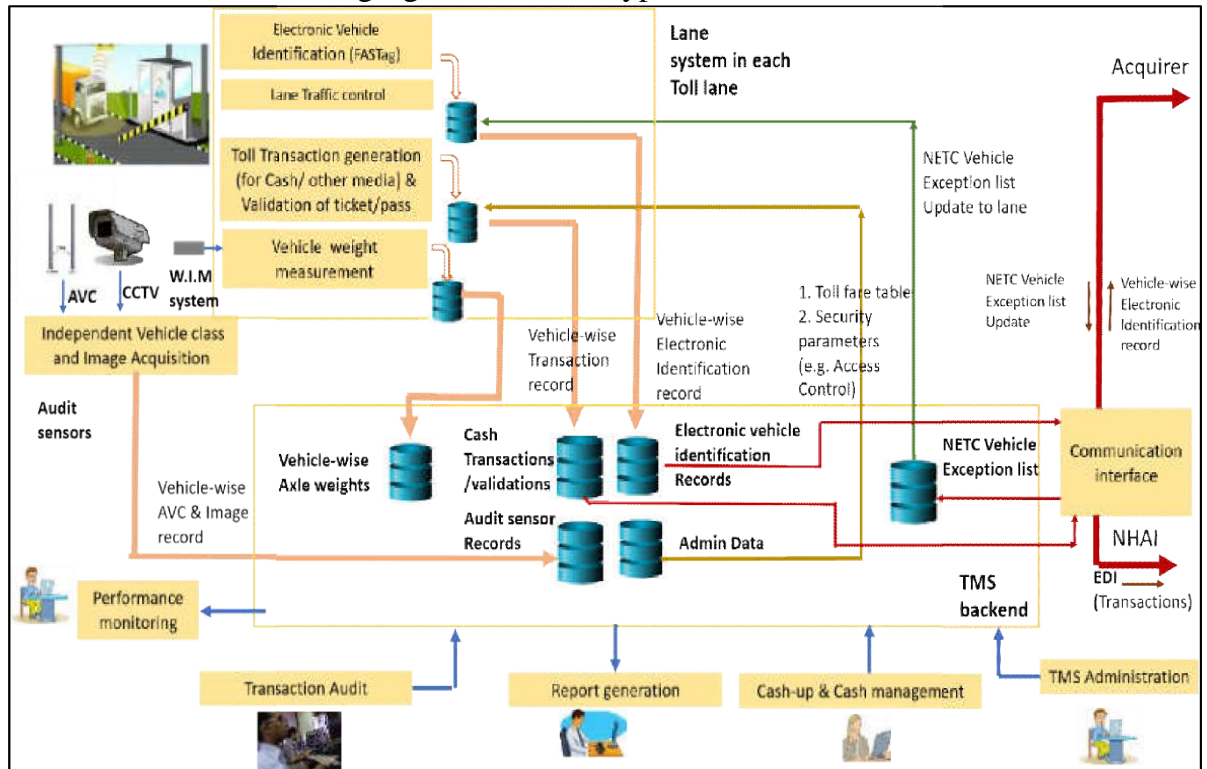 Electronic Vehicle
Identification (FASTag)
Lane Traffic control
Toll Transaction generation
(for Cash/ other media) &
Validation of ticket/pass
Vehicle weight
measurement
Lane
system in each
Toll lane
Acquirer
NETC Vehicle
Exception list
Update to lane
AVC
CCTV
W.I.M
system
Independent Vehicle class
and Image Acquisition
Audit
sensors
Vehicle-wise
Transaction
record
Vehicle-wise
Electronic
Identification
record
1. Toll fare table
2. Security
parameters
(e.g. Access
Control)
NETC Vehicle
Exception list
Update
Vehicle-wise
Electronic
Identification
record
Vehicle-wise
AVC & Image
record
Vehicle-wise
Axle weights
Cash
Transactions
/validations
Electronic vehicle
identification
Records
NETC Vehicle
Exception list
Communication
interface
Audit sensor
Records
Admin Data
TMS
backend
NHAI
EDI
(Transactions)
Performance
monitoring
Transaction Audit
Report generation
Cash-up & Cash management
TMS Administration